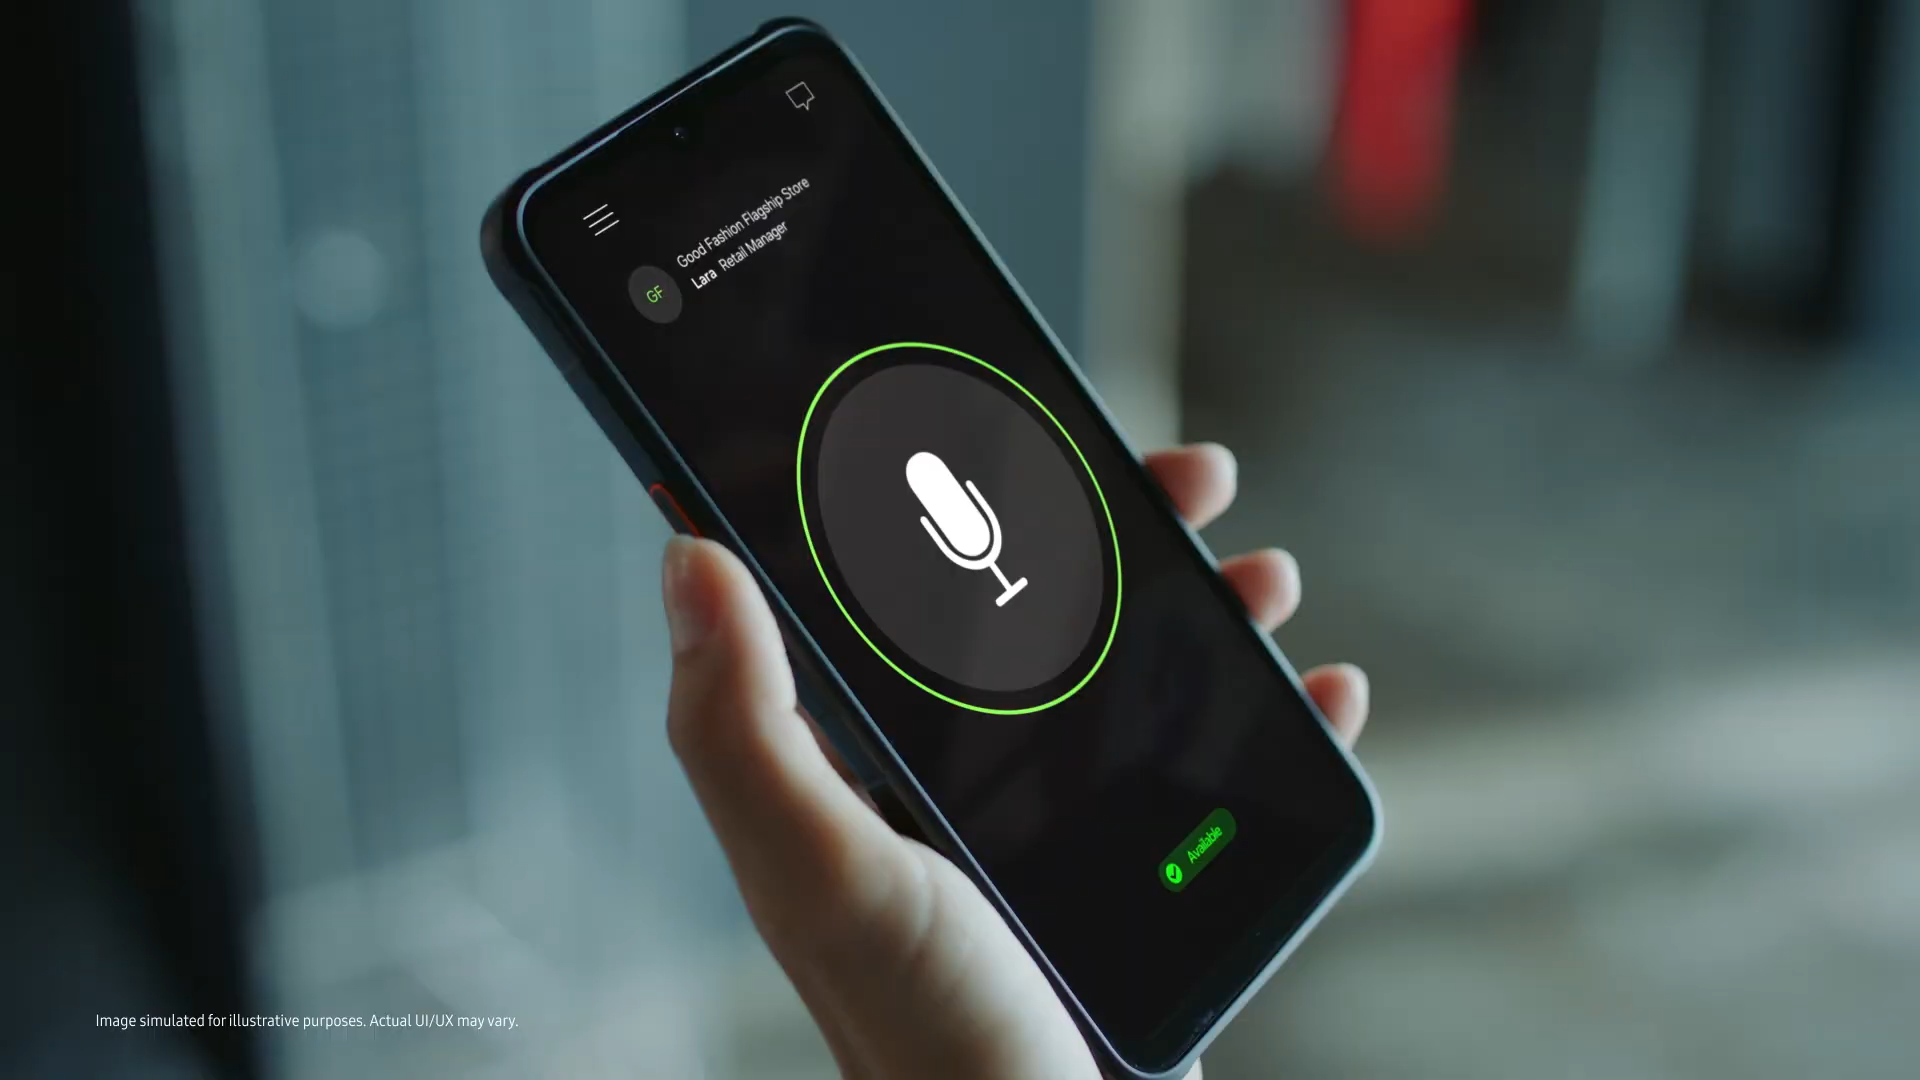 Good Fashion Flagship Store
Lara Retail Manager
GF
Available
Image simulated for illustrative purposes. Actual UI/UX may vary.